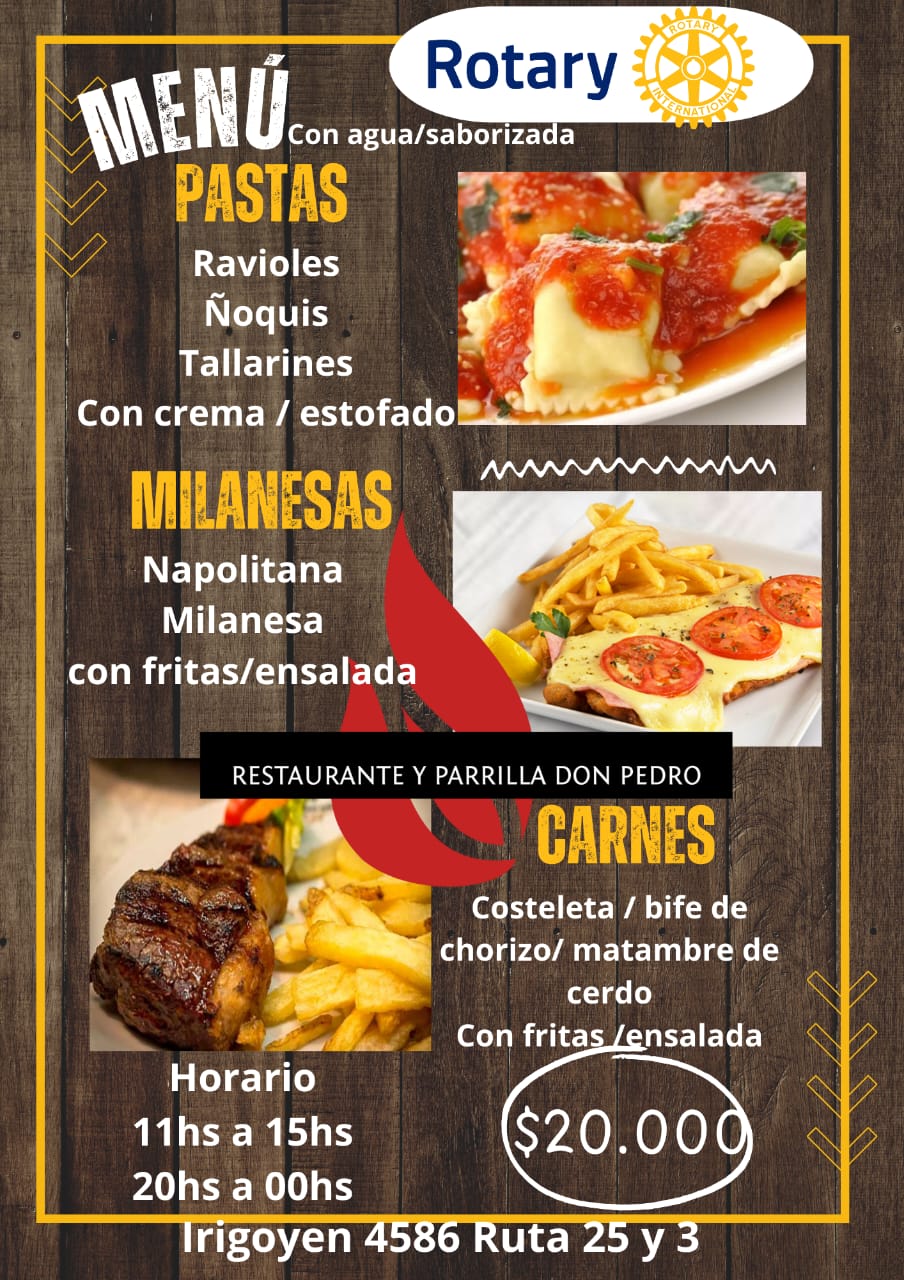 Rotary
ROTARY
INTERNATIONAL
MENÚ
Con agua/saborizada
PASTAS
Ravioles
Ñoquis
Tallarines
Con crema / estofado
MILANESAS
Napolitana
Milanesa
con fritas/ensalada
RESTAURANTE Y PARRILLA DON PEDRO
CARNES
Costeleta / bife de
chorizo/ matambre de
cerdo
Con fritas /ensalada
Horario
11hs a 15hs
20hs a 00hs
$20.000
Irigoyen 4586 Ruta 25 y 3